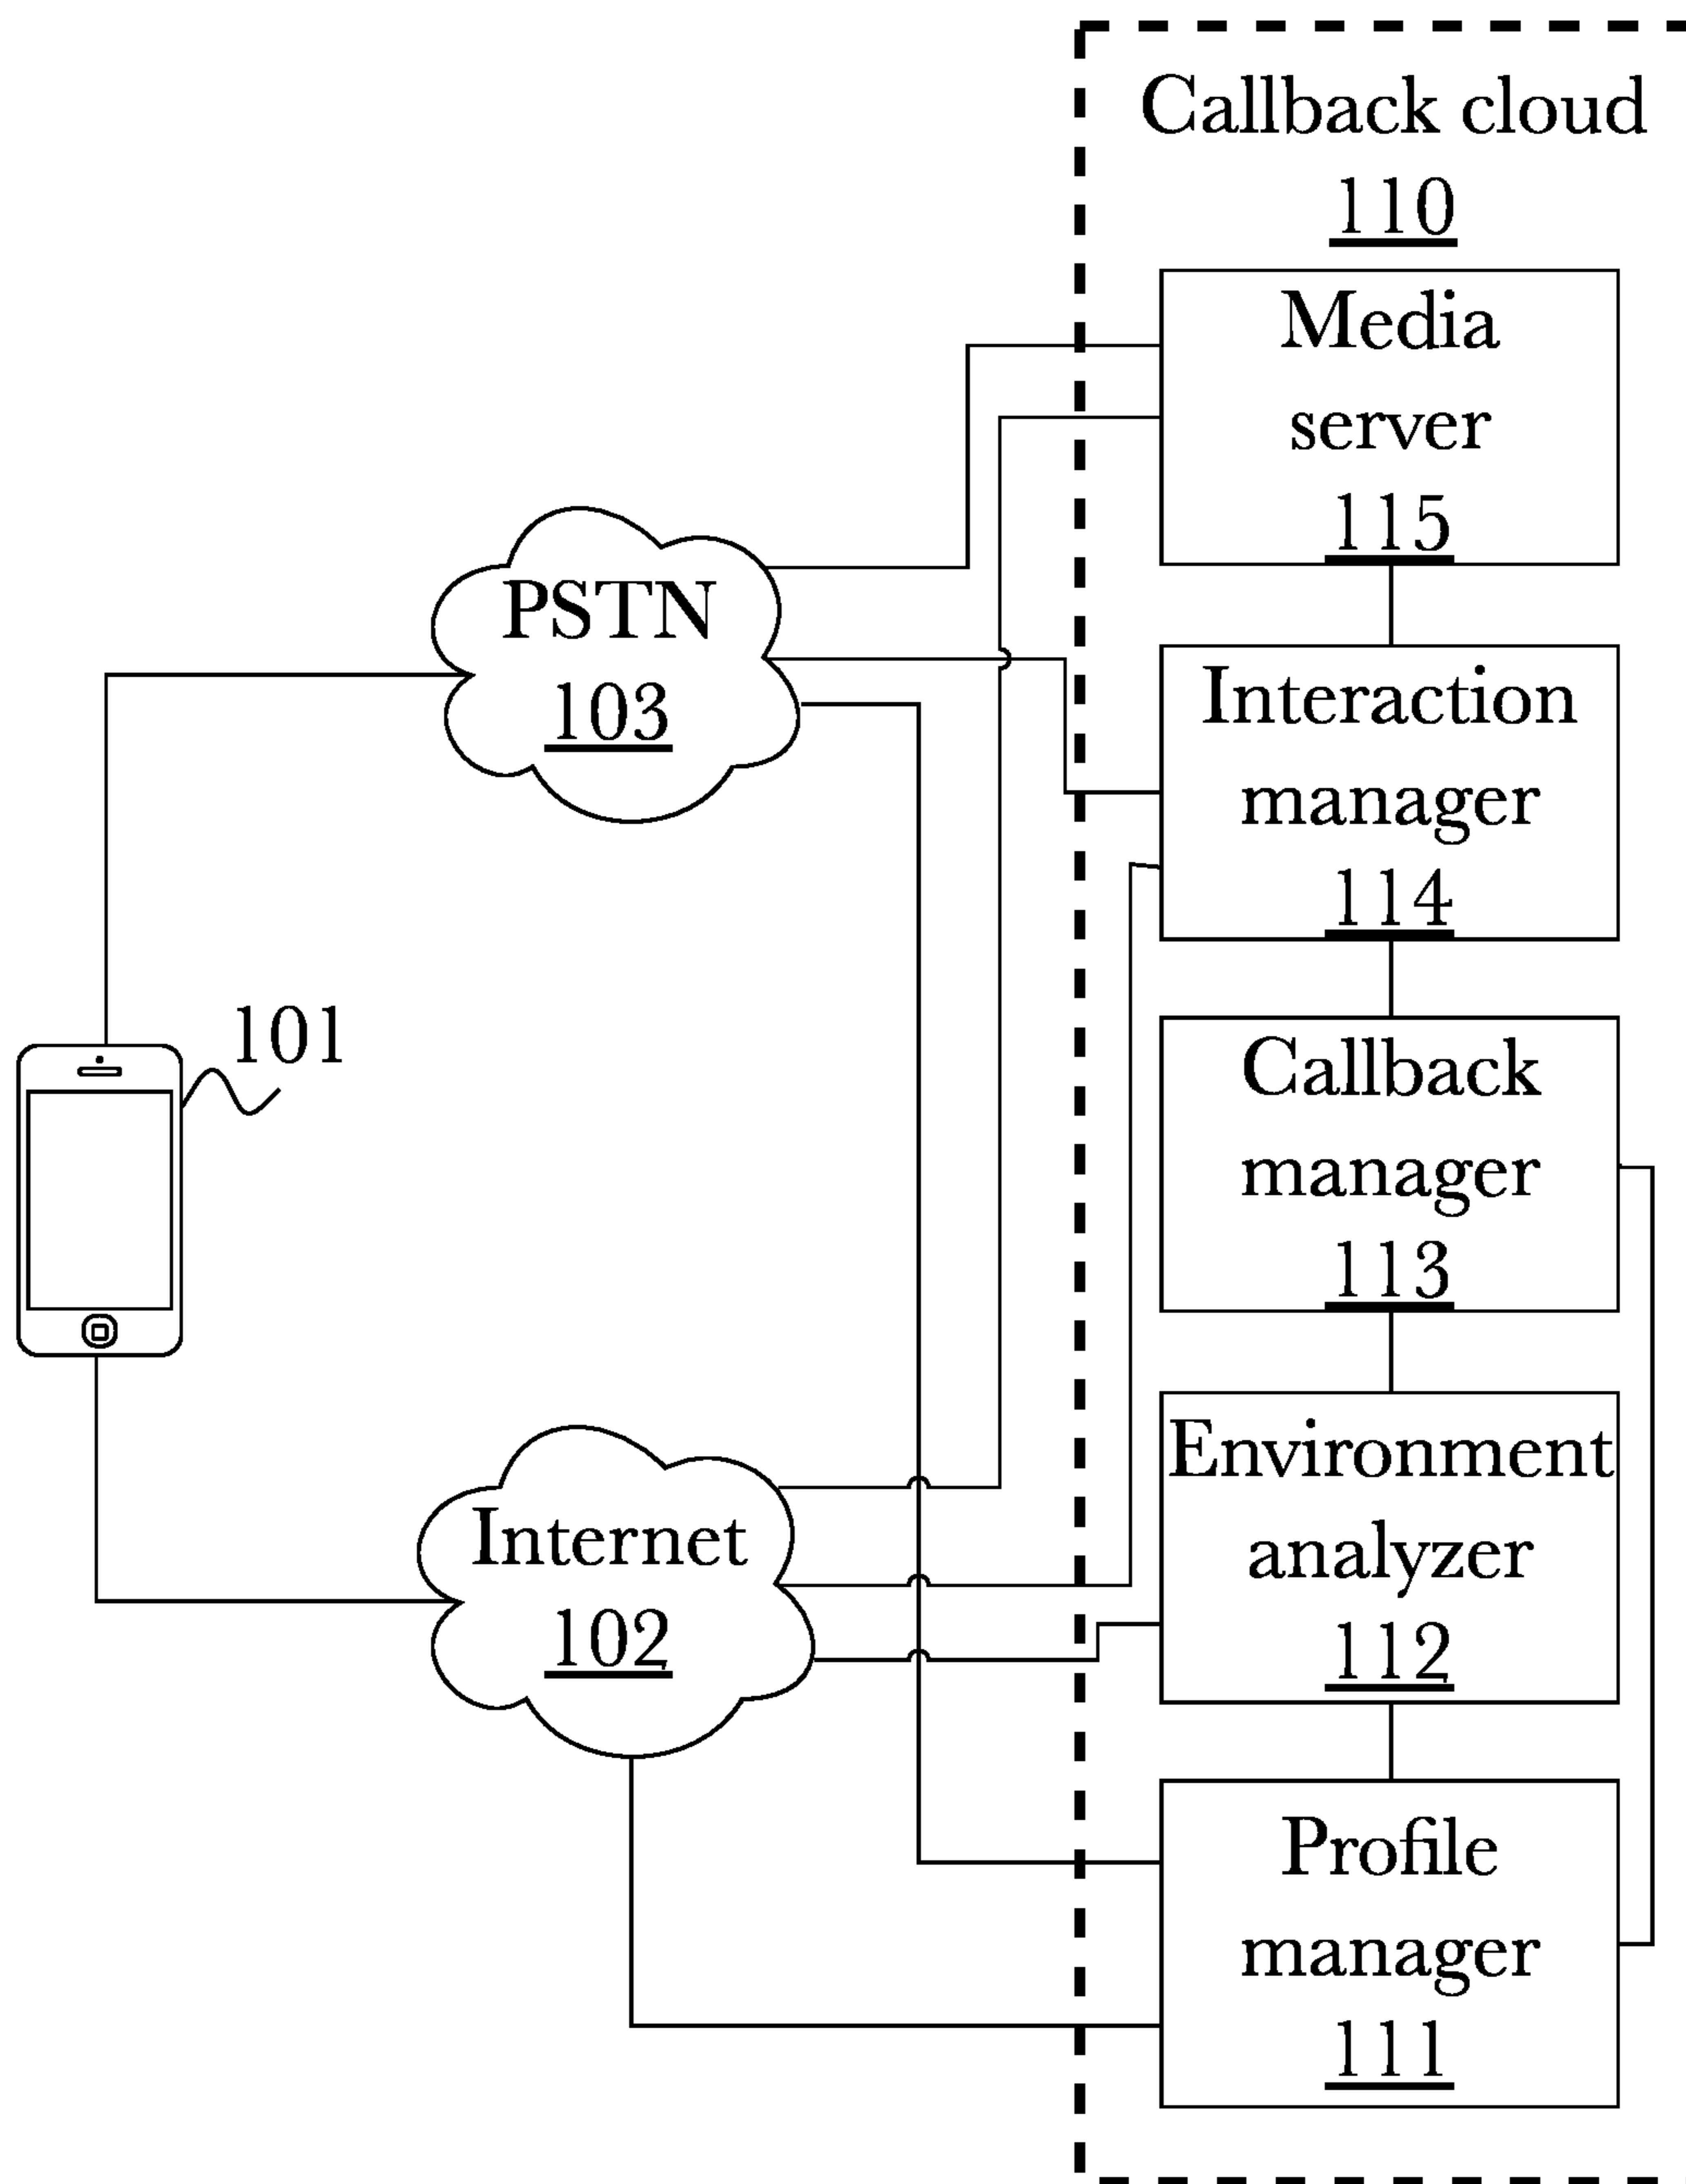 Callback cloud
110
Media
server
115
PSTN
103
Interaction
manager
114
101
Callback
manager
113
Environment
analyzer
112
Internet
102
Profile
manager
111